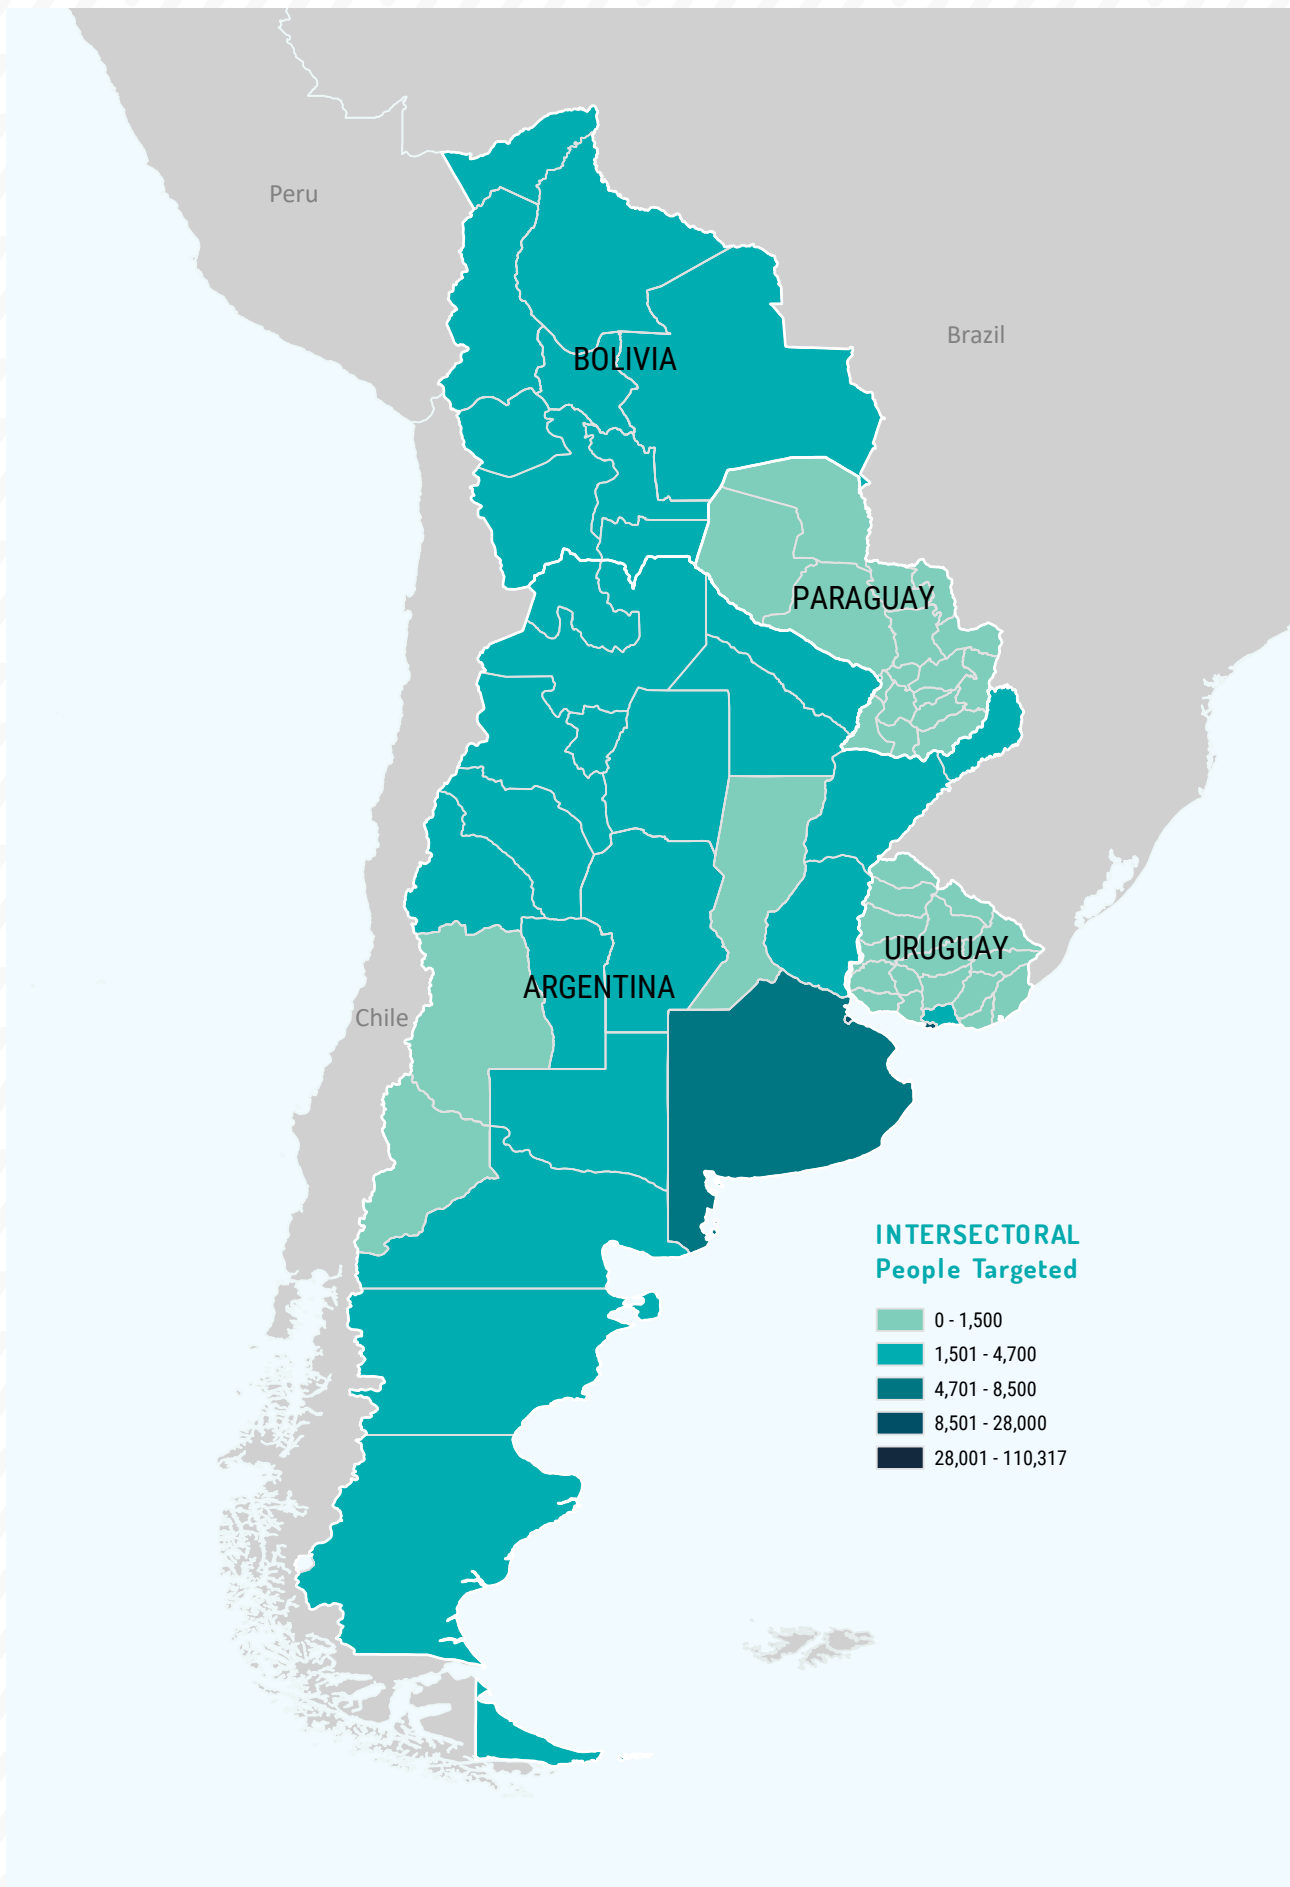 Peru
Brazil
BOLIVIA
PARAGUAY
URUGUAY
ARGENTINA
Chile
INTERSECTORAL
People Targeted
0 - 1,500
1,501 - 4,700
4,701 - 8,500
8,501 - 28,000
28,001 - 110,317